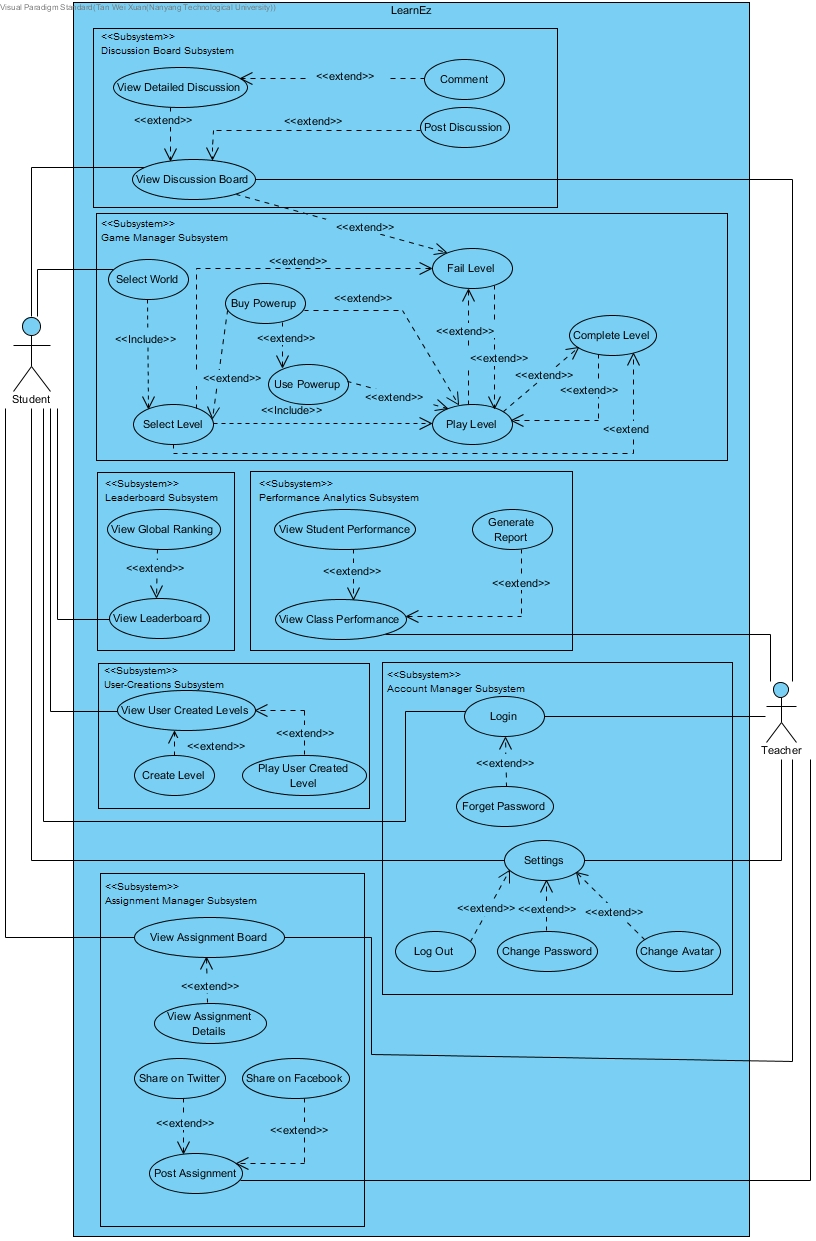 Visual Paradigm Standard(Tan Wei Xuan(Nanyang Technological University))
LearnEz
<<Subsystem>>
Discussion Board Subsystem
View Detailed Discussion
<<extend>>
Comment
<<extend>>
<<extend>>
Post Discussion
View Discussion Board
<<Subsystem>>
Game Manager Subsystem
<<extend>>
Select World
<<extend>>
Fail Level
Buy Powerup
<<extend>>
<<Include>>
<<extend>>
<<extend>>
Complete Level
<<extend>>
<<extend>>
<<extend>>
Use Powerup
<<extend>>
<<extend>>
Student
<<Include>>
Select Level
Play Level
<<extend
<<Subsystem>>
Leaderboard Subsystem
View Global Ranking
<<extend>>
View Leaderboard
<<Subsystem>>
Performance Analytics Subsystem
View Student Performance
Generate
Report
<<extend>>
<<extend>>
View Class Performance
<<Subsystem>>
User-Creations Subsystem
View User Created Levels
<<extend>>
<<extend>>
Create Level
Play User Created
Level
<<Subsystem>>
Account Manager Subsystem
Login
Teacher
<<extend>>
Forget Password
Settings
<<extend>>
<<extend>>
<<extend>>
Log Out
Change Password
Change Avatar
<<Subsystem>>
Assignment Manager Subsystem
View Assignment Board
<<extend>>
View Assignment
Details
Share on Twitter
Share on Facebook
<<extend>>
<<extend>>
Post Assignment